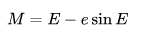 M = E − e sin E